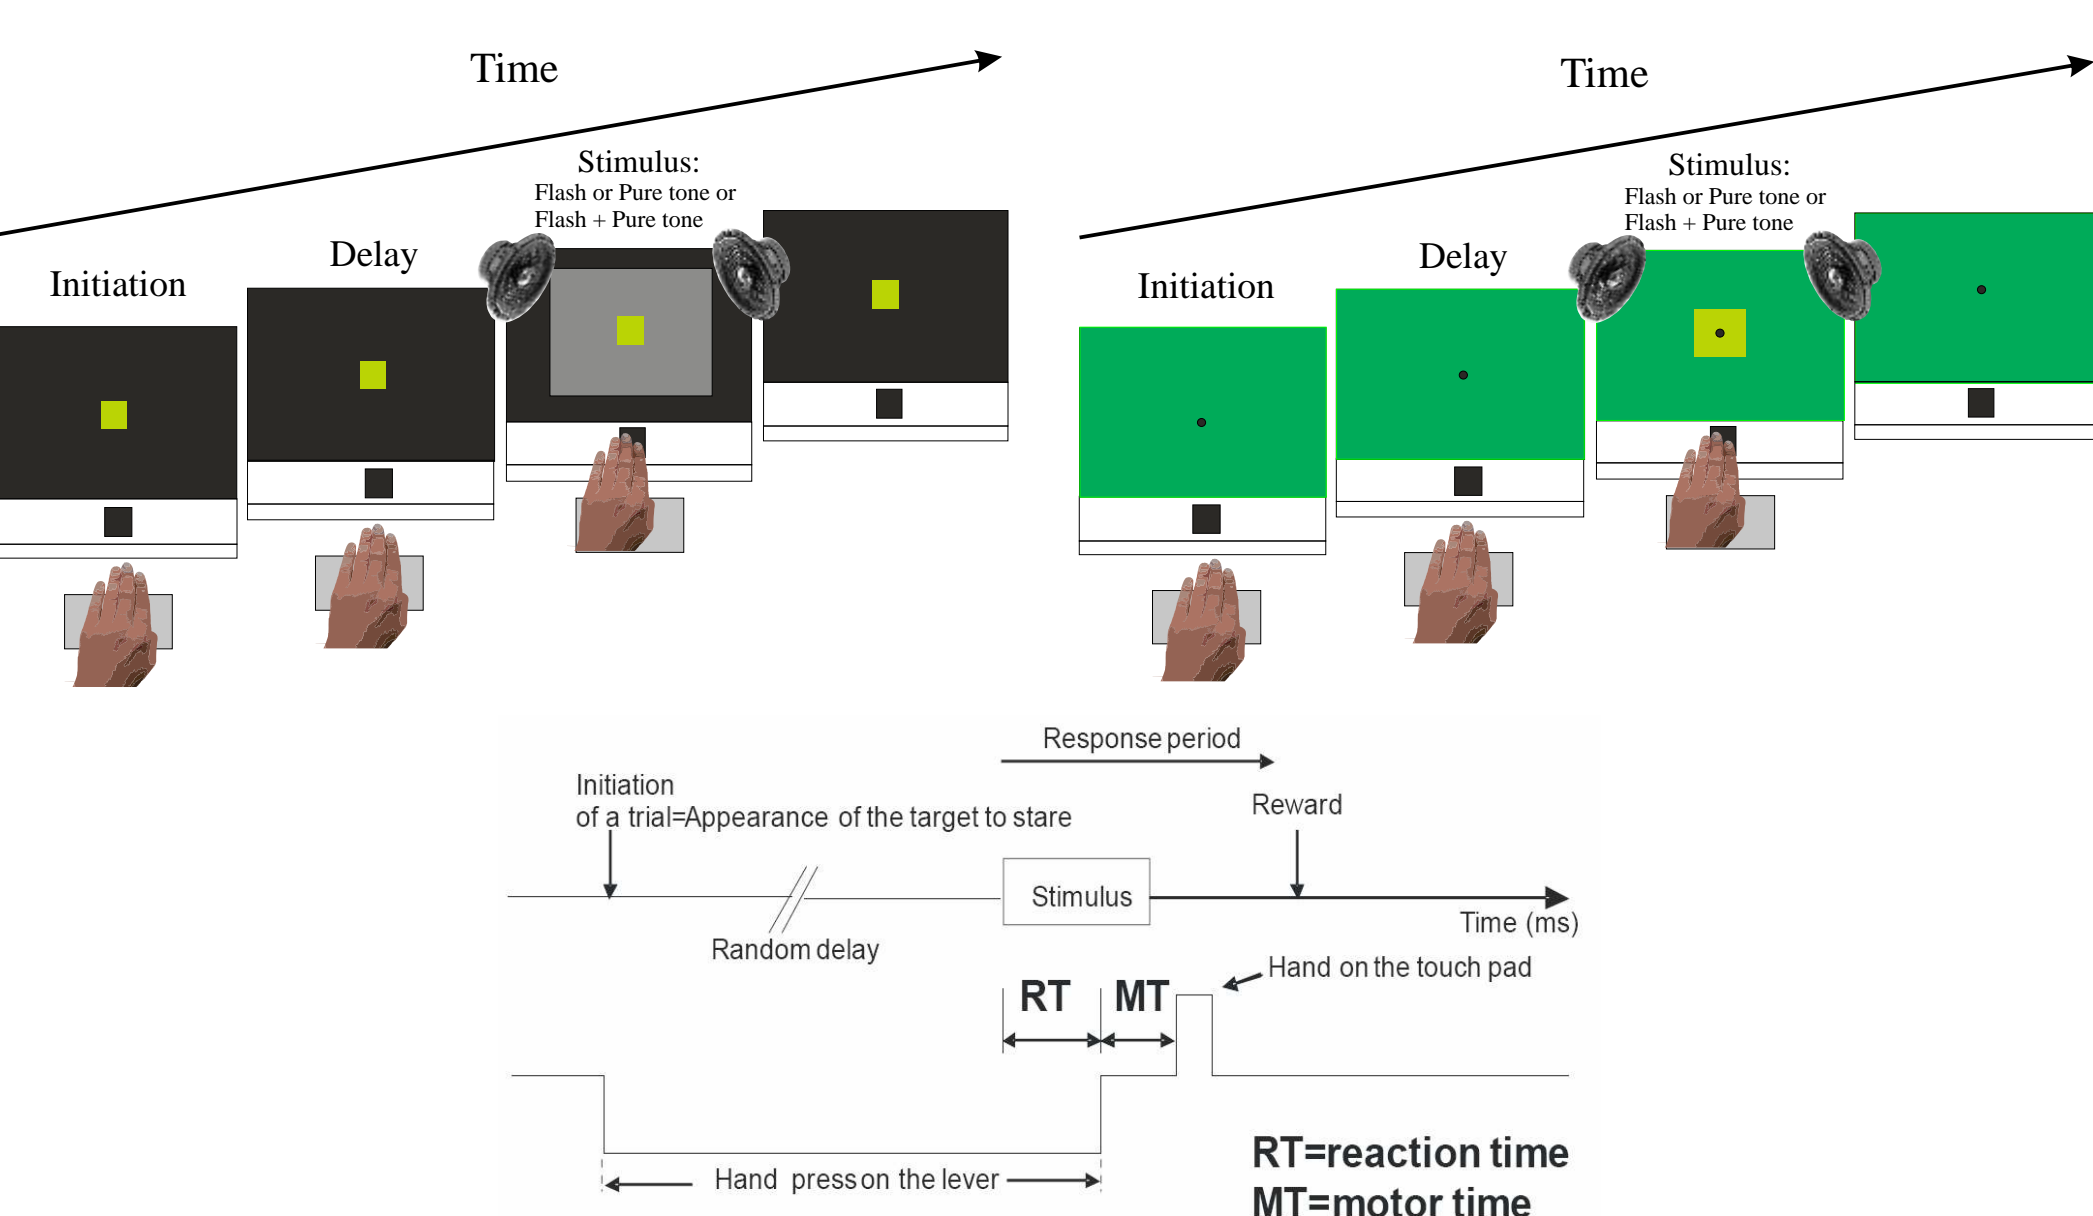 Time
Stimulus:
Flash or Pure tone or
Flash + Pure tone
Delay
Initiation
Time
Stimulus:
Flash or Pure tone or
Flash + Pure tone
Delay
Initiation
Response period
Initiation
of a trial=Appearance of the target to stare
Reward
Stimulus
Time (ms)
Random delay
Hand on the touch pad
RT
MT
Hand press on the lever
RT=reaction time
MT=motor time